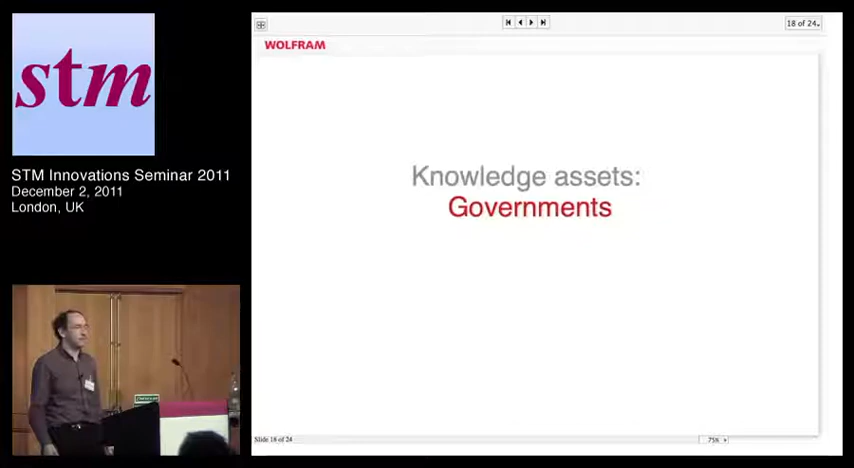 stm
STM Innovations Seminar 2011
December 2, 2011
London, UK
18 of 24
WOLFRAM
Knowledge assets:
Governments
Slide 18 of 24
75%